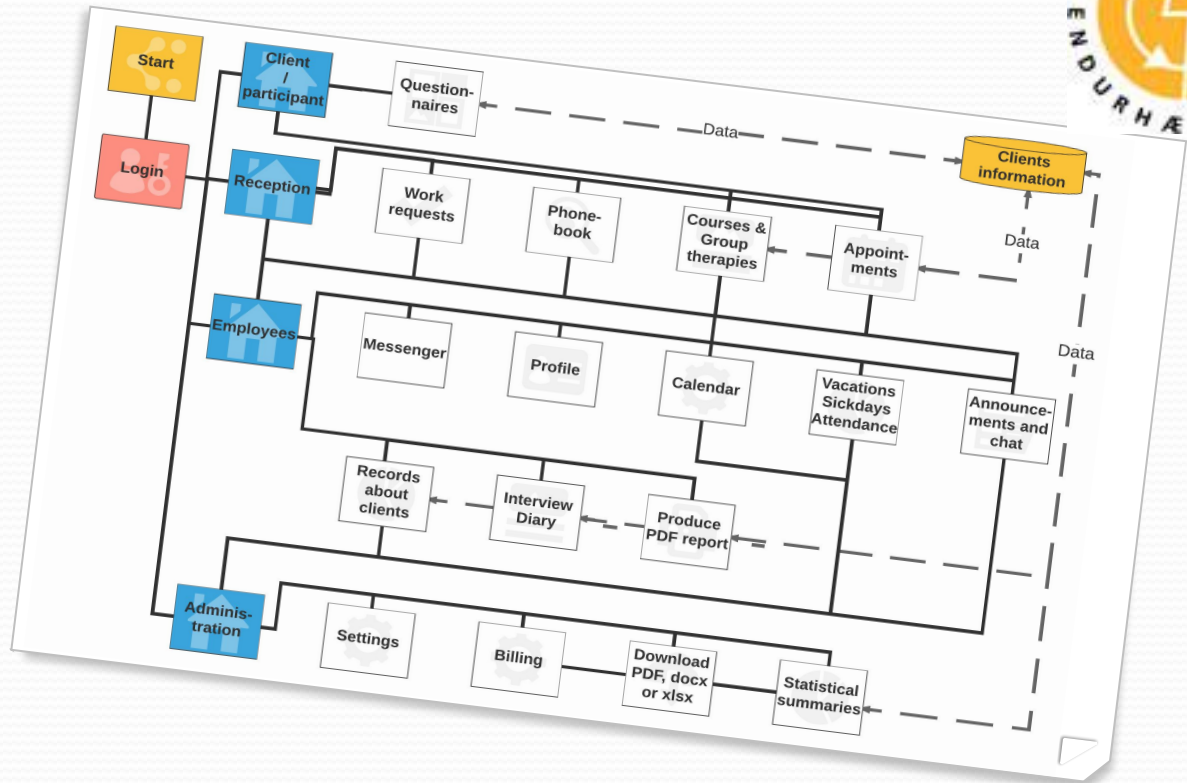 Start
Client
/
participant
Question-
naires
Data
Clients
information
ENDURHÆ
Login
Reception
Work
requests
Phone-
book
Courses &
Group
therapies
Appoint-
ments
Data
Employees
Messenger
Profile
Calendar
Vacations
Sickdays
Attendance
Announce-
ments and
chat
Data
Records
about
clients
Interview
Diary
Produce
PDF report
Adminis-
tration
Settings
Billing
Download
PDF, docx
or xlsx
Statistical
summaries